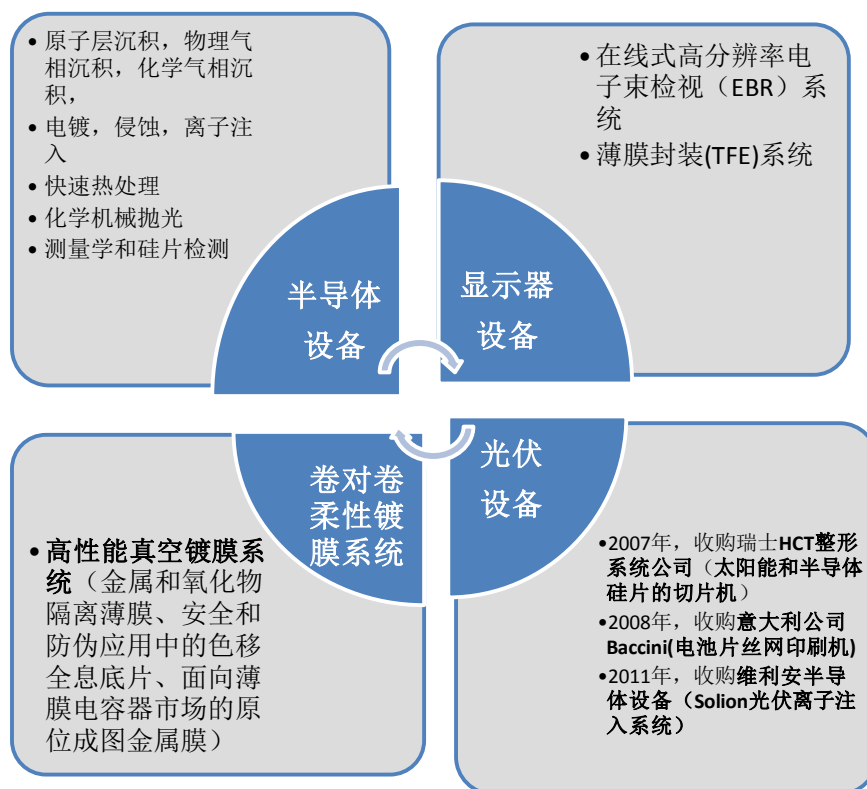 • 原子层沉积，物理气
相沉积，化学气相沉
积，
• 电镀，侵蚀，离子注
入
• 快速热处理
• 化学机械抛光
• 测量学和硅片检测
半导体
设备
• 在线式高分辨率电
子束检视（EBR）系
统
• 薄膜封装(TFE)系统
显示器
设备
卷对卷
柔性镀
膜系统
• 高性能真空镀膜系
统（金属和氧化物
隔离薄膜、安全和
防伪应用中的色移
全息底片、面向薄
膜电容器市场的原
位成图金属膜）
光伏
设备
•2007年，收购瑞士HCT整形
系统公司（太阳能和半导体
硅片的切片机）
•2008年，收购意大利公司
Baccini(电池片丝网印刷机)
•2011年，收购维利安半导
体设备（Solion光伏离子注
入系统）